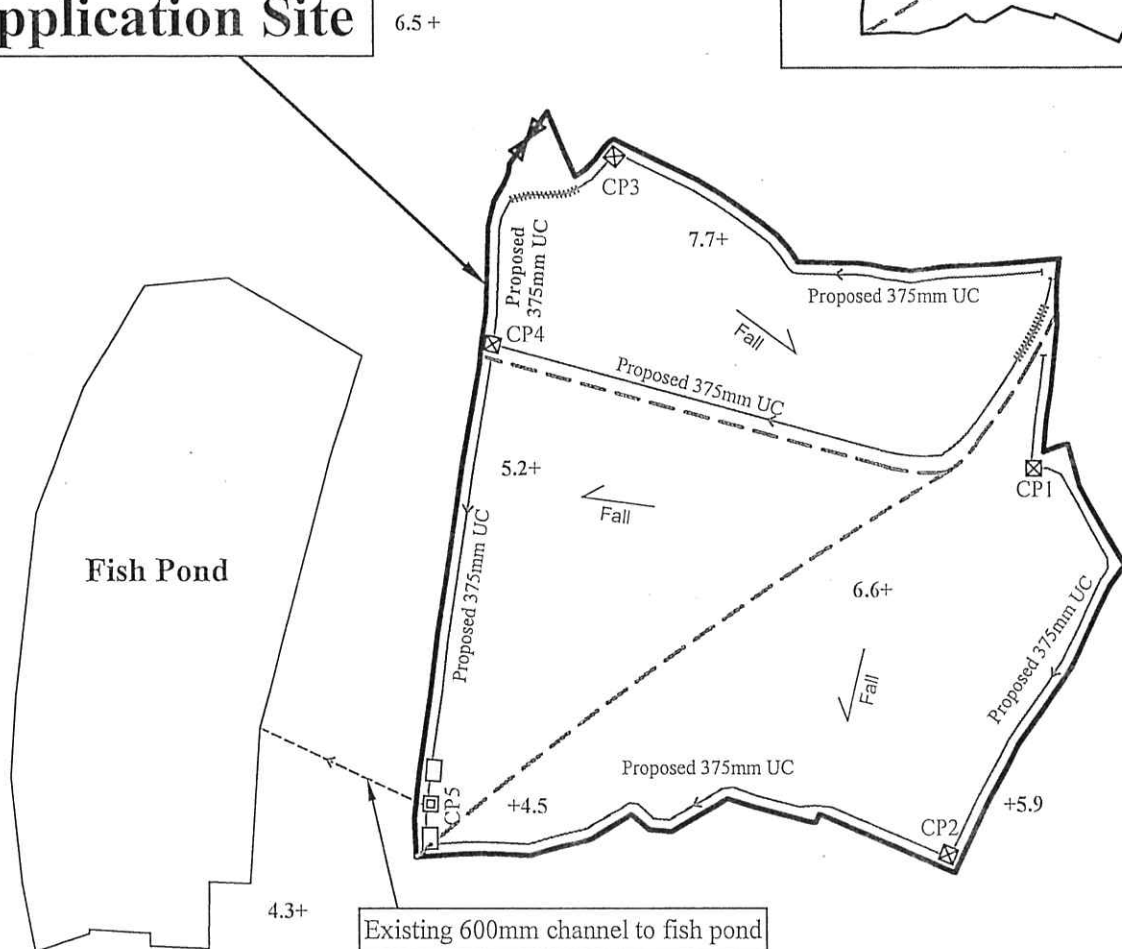 pplication Site
6.5 +
CP3
7.7+
Proposed
375mm UC
Proposed 375mm UC
Fall
CP4
Proposed 375mm UC
5.2+
Fall
CP1
Fish Pond
Proposed 375mm UC
6.6+
Proposed 375mm UC
Fall
Proposed 375mm UC
CP5
+4.5
+5.9
CP2
4.3+
Existing 600mm channel to fish pond